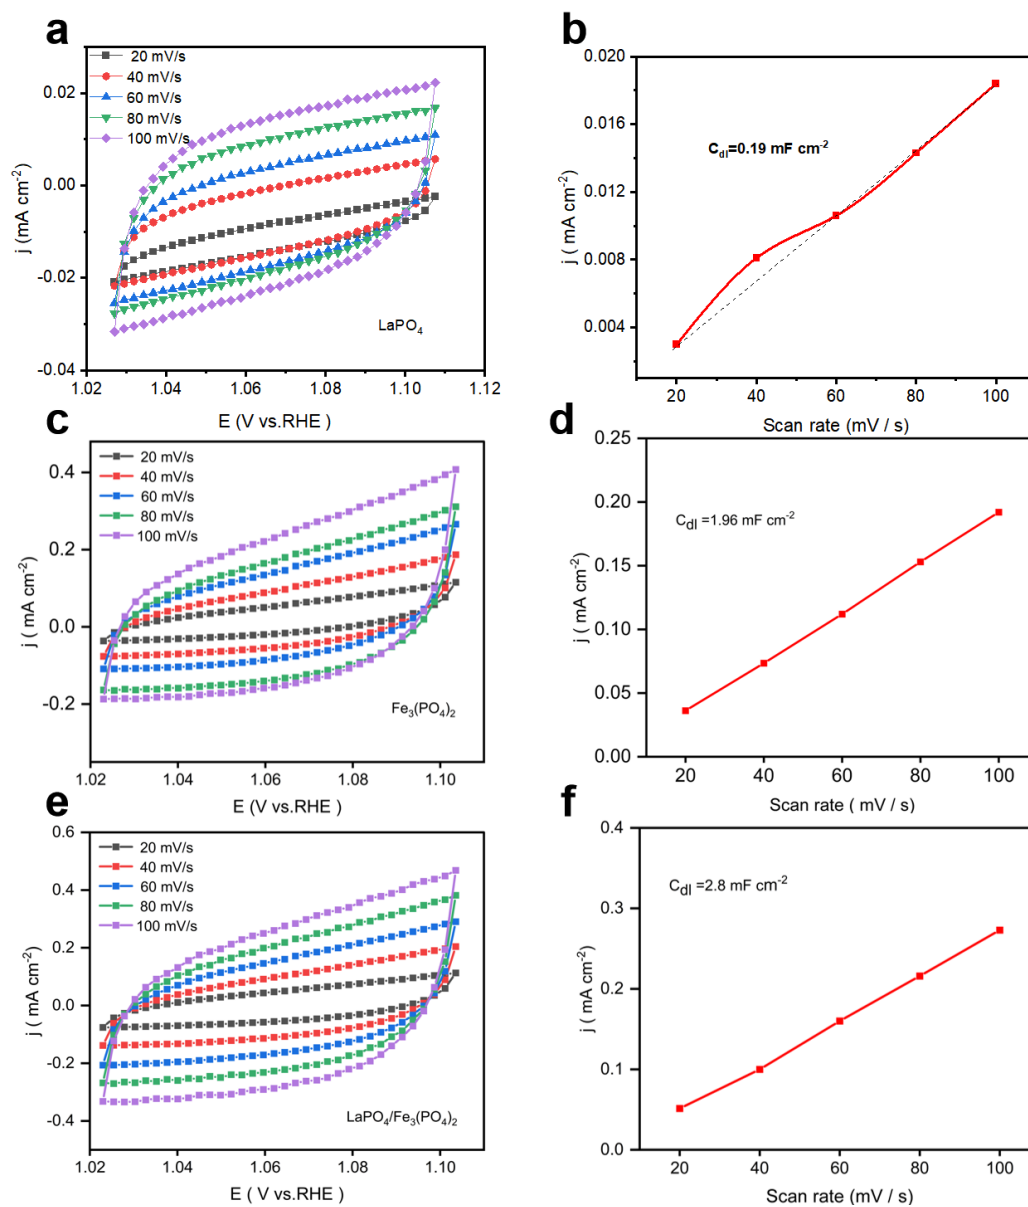 a
20 mV/s
40 mV/s
60 mV/s
80 mV/s
100 mV/s
0.02
0.00
-0.02
-0.04
j (mA cm⁻²)
LaPO₄
1.02 1.04 1.06 1.08 1.10 1.12
E (V vs.RHE )
b
0.020
0.016
0.012
0.008
0.004
j ( mA cm⁻²)
C_dl=0.19 mF cm⁻²
20 40 60 80 100
Scan rate (mV / s)
c
20 mV/s
40 mV/s
60 mV/s
80 mV/s
100 mV/s
0.4
0.2
0.0
-0.2
j ( mA cm⁻²)
Fe₃(PO₄)₂
1.02 1.04 1.06 1.08 1.10
E (V vs.RHE )
d
0.25
0.20
0.15
0.10
0.05
0.00
j ( mA cm⁻²)
C_dl =1.96 mF cm⁻²
20 40 60 80 100
Scan rate ( mV / s)
e
20 mV/s
40 mV/s
60 mV/s
80 mV/s
100 mV/s
0.6
0.4
0.2
0.0
-0.2
-0.4
j ( mA cm⁻²)
LaPO₄/Fe₃(PO₄)₂
1.02 1.04 1.06 1.08 1.10
E ( V vs.RHE )
f
0.4
0.3
0.2
0.1
0.0
j ( mA cm⁻²)
C_dl =2.8 mF cm⁻²
20 40 60 80 100
Scan rate (mV / s)